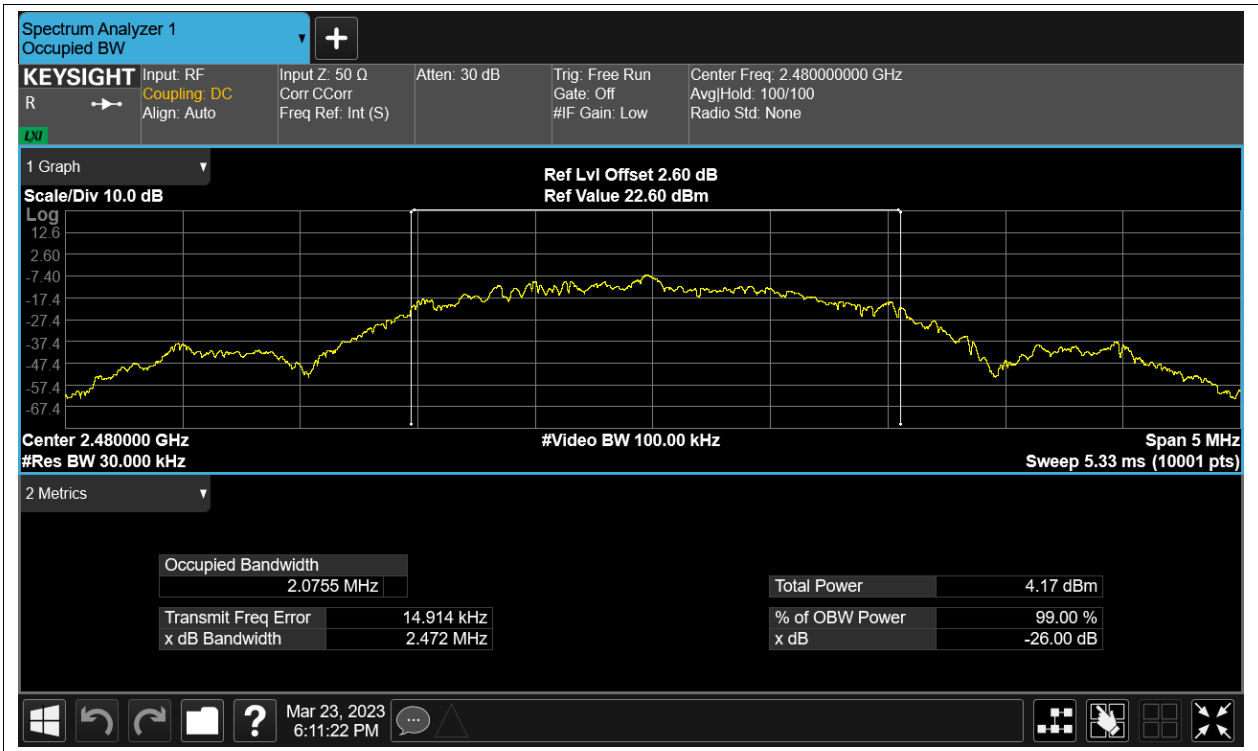 Spectrum Analyzer 1
Occupied BW
KEYSIGHT
R
LXI
Input: RF
Coupling: DC
Align: Auto
Input Z: 50 Ω
Corr CCorr
Freq Ref: Int (S)
Atten: 30 dB
Trig: Free Run
Gate: Off
#IF Gain: Low
Center Freq: 2.480000000 GHz
Avg|Hold: 100/100
Radio Std: None
1 Graph
Scale/Div 10.0 dB
Ref Lvl Offset 2.60 dB
Ref Value 22.60 dBm
Log
12.6
2.60
-7.40
-17.4
-27.4
-37.4
-47.4
-57.4
-67.4
Center 2.480000 GHz
#Res BW 30.000 kHz
#Video BW 100.00 kHz
Span 5 MHz
Sweep 5.33 ms (10001 pts)
2 Metrics
Occupied Bandwidth
2.0755 MHz
Transmit Freq Error 14.914 kHz
x dB Bandwidth 2.472 MHz
Total Power 4.17 dBm
% of OBW Power 99.00 %
x dB -26.00 dB
Mar 23, 2023
6:11:22 PM